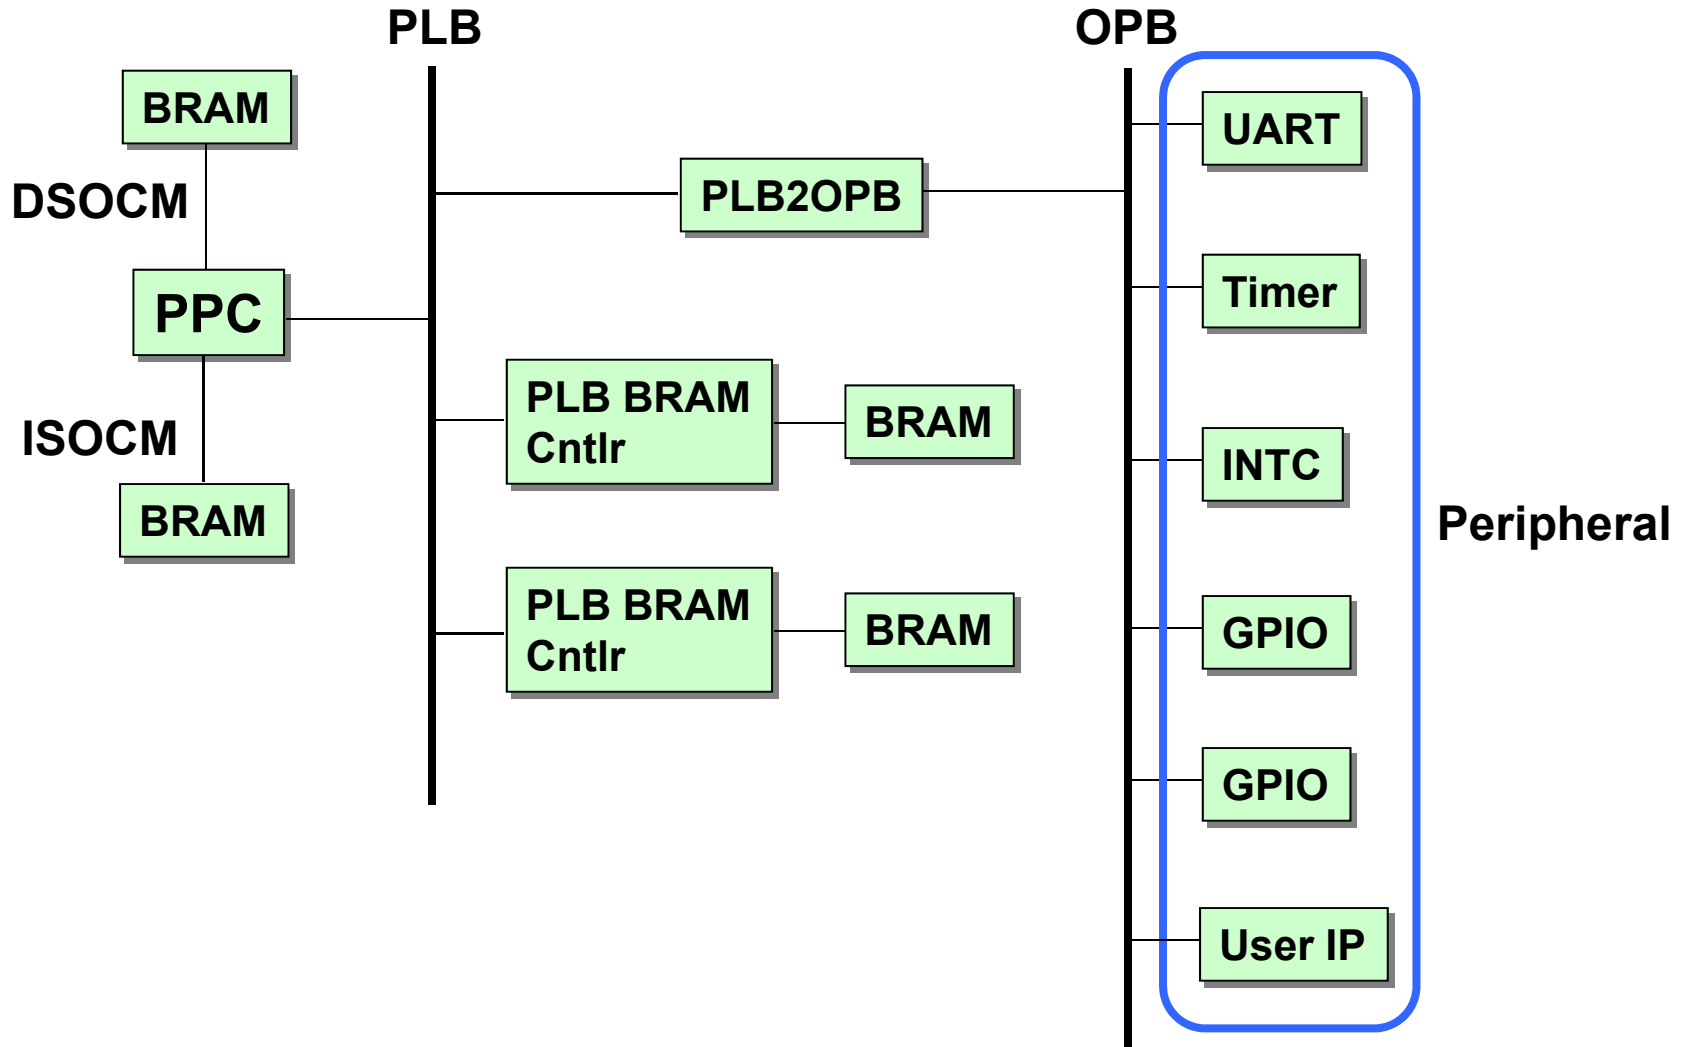 PLB
OPB
BRAM
DSOCM
PPC
ISOCM
BRAM
PLB2OPB
PLB BRAM
Cntlr
BRAM
PLB BRAM
Cntlr
BRAM
UART
Timer
INTC
GPIO
GPIO
User IP
Peripheral